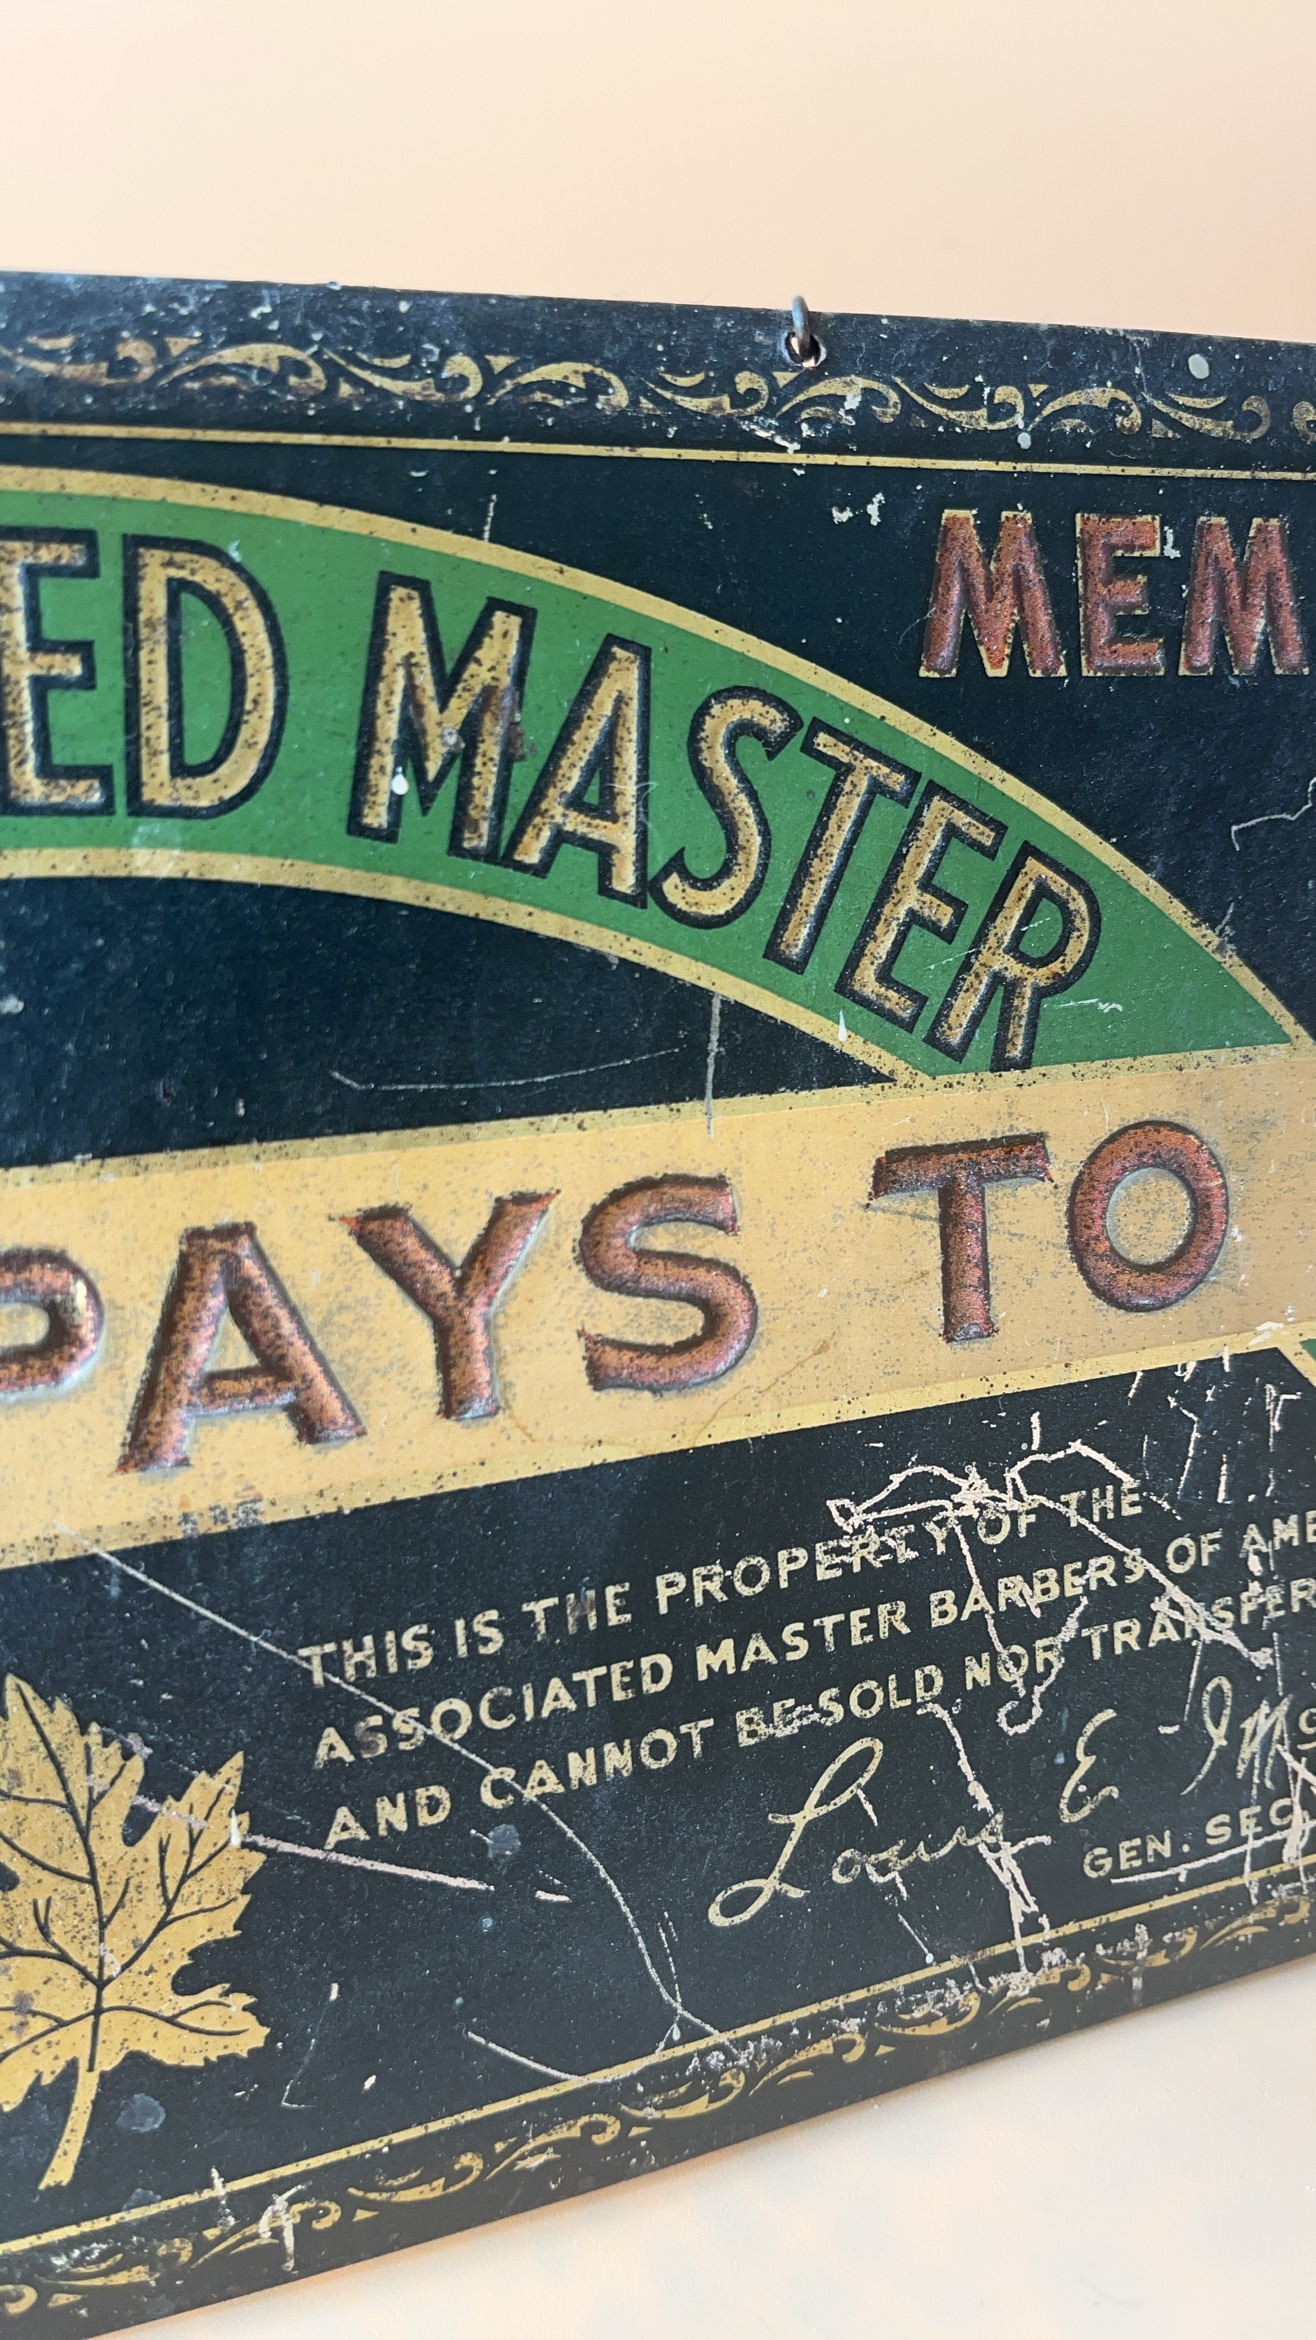 ED MASTER
MEM
PAYS TO
THIS IS THE PROPERTY OF THE
ASSOCIATED MASTER BARBERS OF AME
AND CANNOT BE SOLD NOR TRANSFER
Louis E
GEN. SEC.